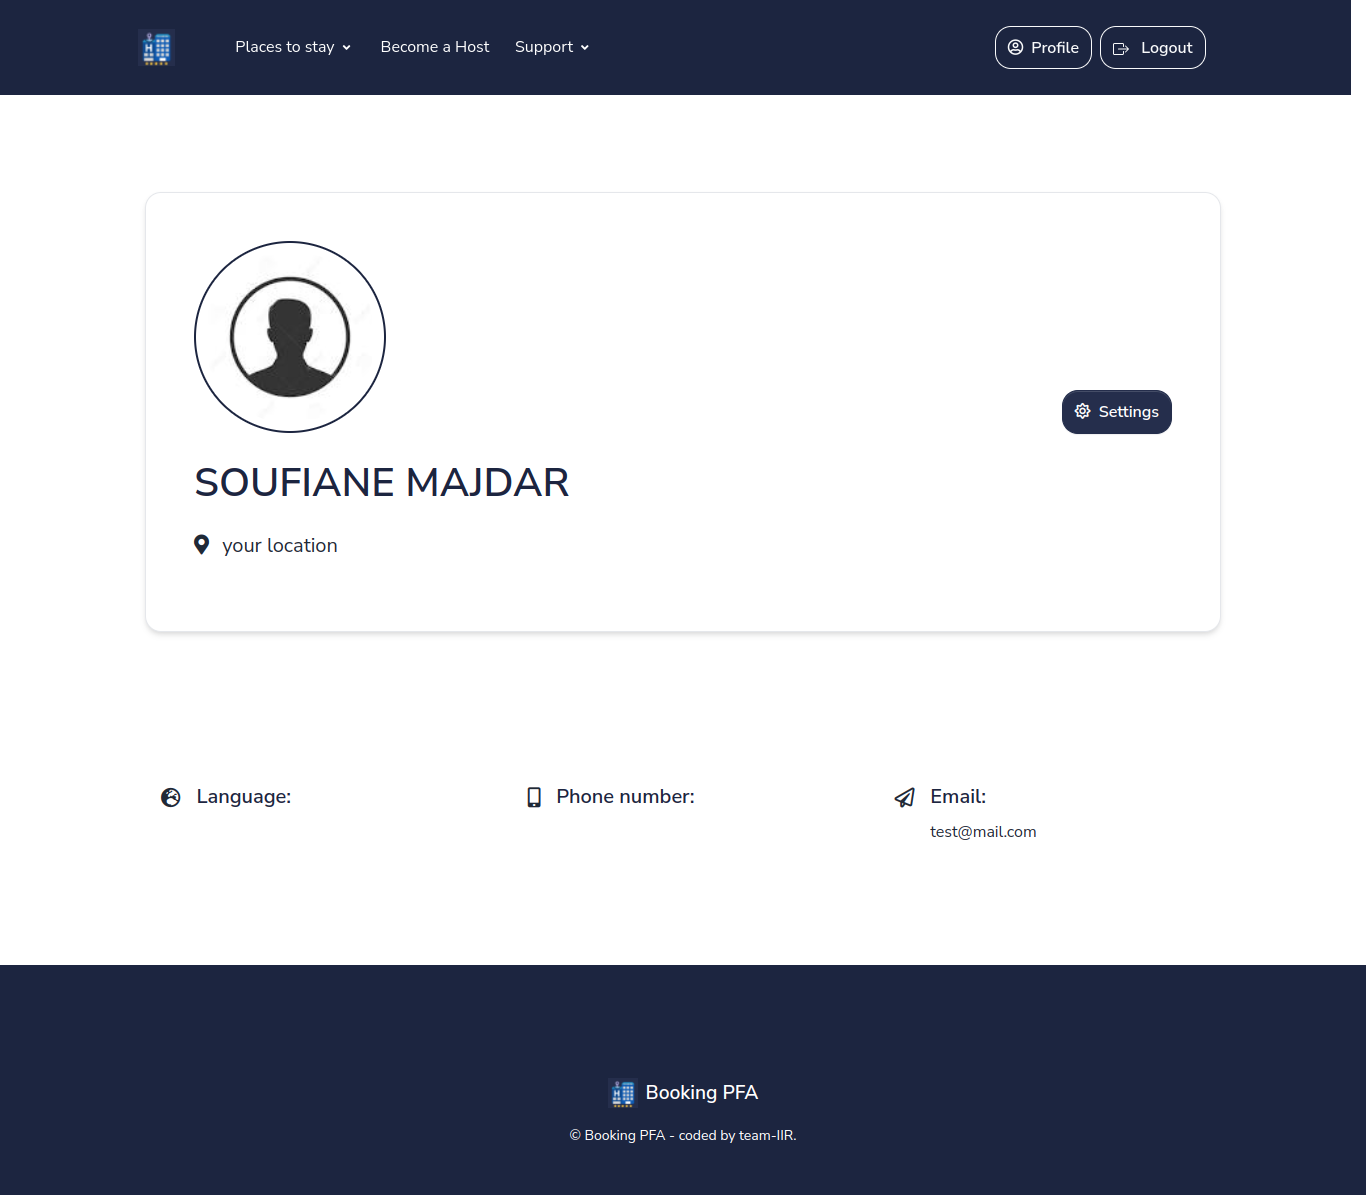 Places to stay Become a Host Support Profile Logout
Settings
SOUFIANE MAJDAR
your location
Language: Phone number: Email:
test@mail.com
Booking PFA
© Booking PFA - coded by team-IIR.